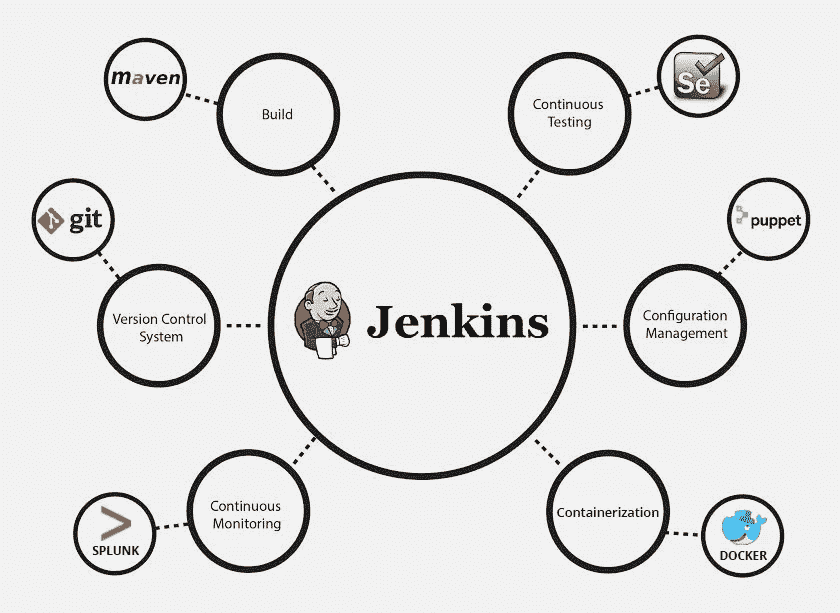 maven
Build
Continuous
Testing
Se
git
puppet
Version Control
System
Jenkins
Configuration
Management
Continuous
Monitoring
Containerization
SPLUNK
DOCKER